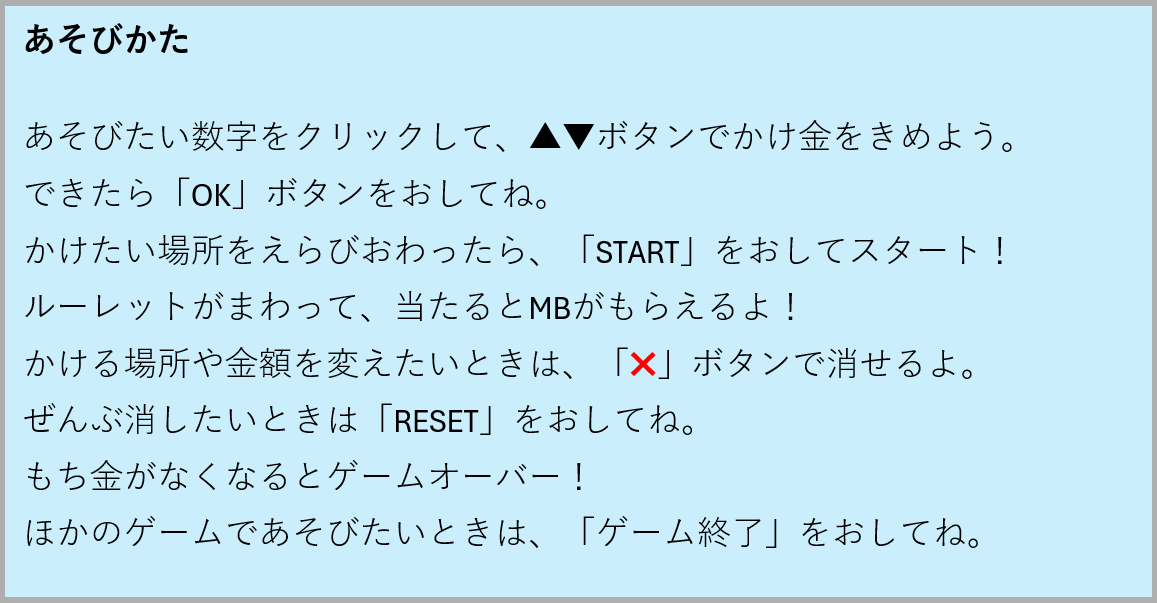 あそびかた
あそびたい数字をクリックして、▲▼ボタンでかけ金をきめよう。
できたら「OK」ボタンをおしてね。
かけたい場所をえらびおわったら、「START」をおしてスタート！
ルーレットがまわって、当たるとMBがもらえるよ！
かける場所や金額を変えたいときは、「×」ボタンで消せるよ。
ぜんぶ消したいときは「RESET」をおしてね。
もち金がなくなるとゲームオーバー！
ほかのゲームであそびたいときは、「ゲーム終了」をおしてね。